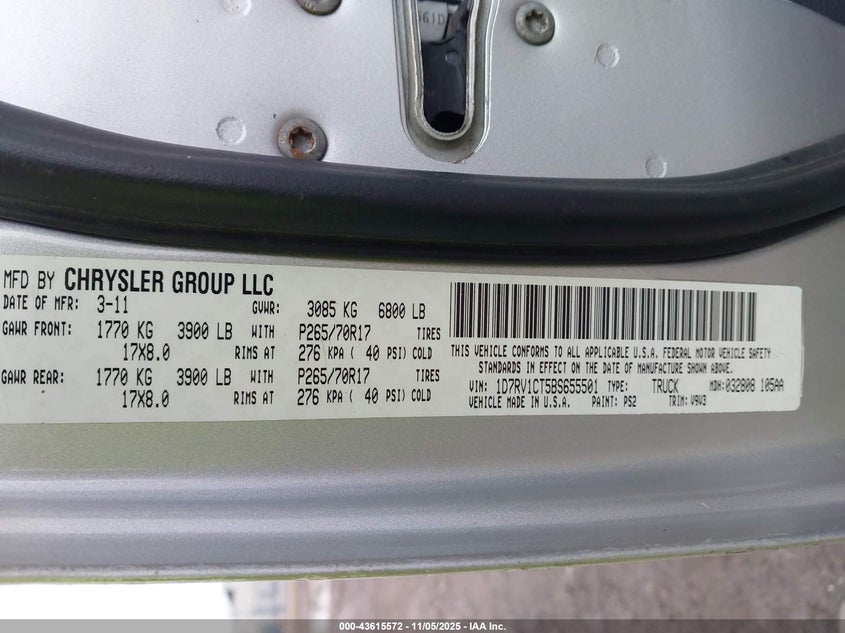 MFD BY CHRYSLER GROUP LLC
DATE OF MFR: 3-11 GVWR: 3085 KG 6800 LB
GAWR FRONT: 1770 KG 3900 LB WITH P265/70R17 TIRES
17X8.0 RIMS AT 276 KPA ( 40 PSI) COLD
GAWR REAR: 1770 KG 3900 LB WITH P265/70R17 TIRES
17X8.0 RIMS AT 276 KPA ( 40 PSI) COLD
THIS VEHICLE CONFORMS TO ALL APPLICABLE U.S.A. FEDERAL MOTOR VEHICLE SAFETY
STANDARDS IN EFFECT ON THE DATE OF MANUFACTURE SHOWN ABOVE.
VIN: 1D7RV1CT5BS655501 TYPE: TRUCK MDH: 032808 105AA
VEHICLE MADE IN U.S.A. PAINT: PS2 TRIM: V9V3
000-43615572 - 11/05/2025 - IAA Inc.